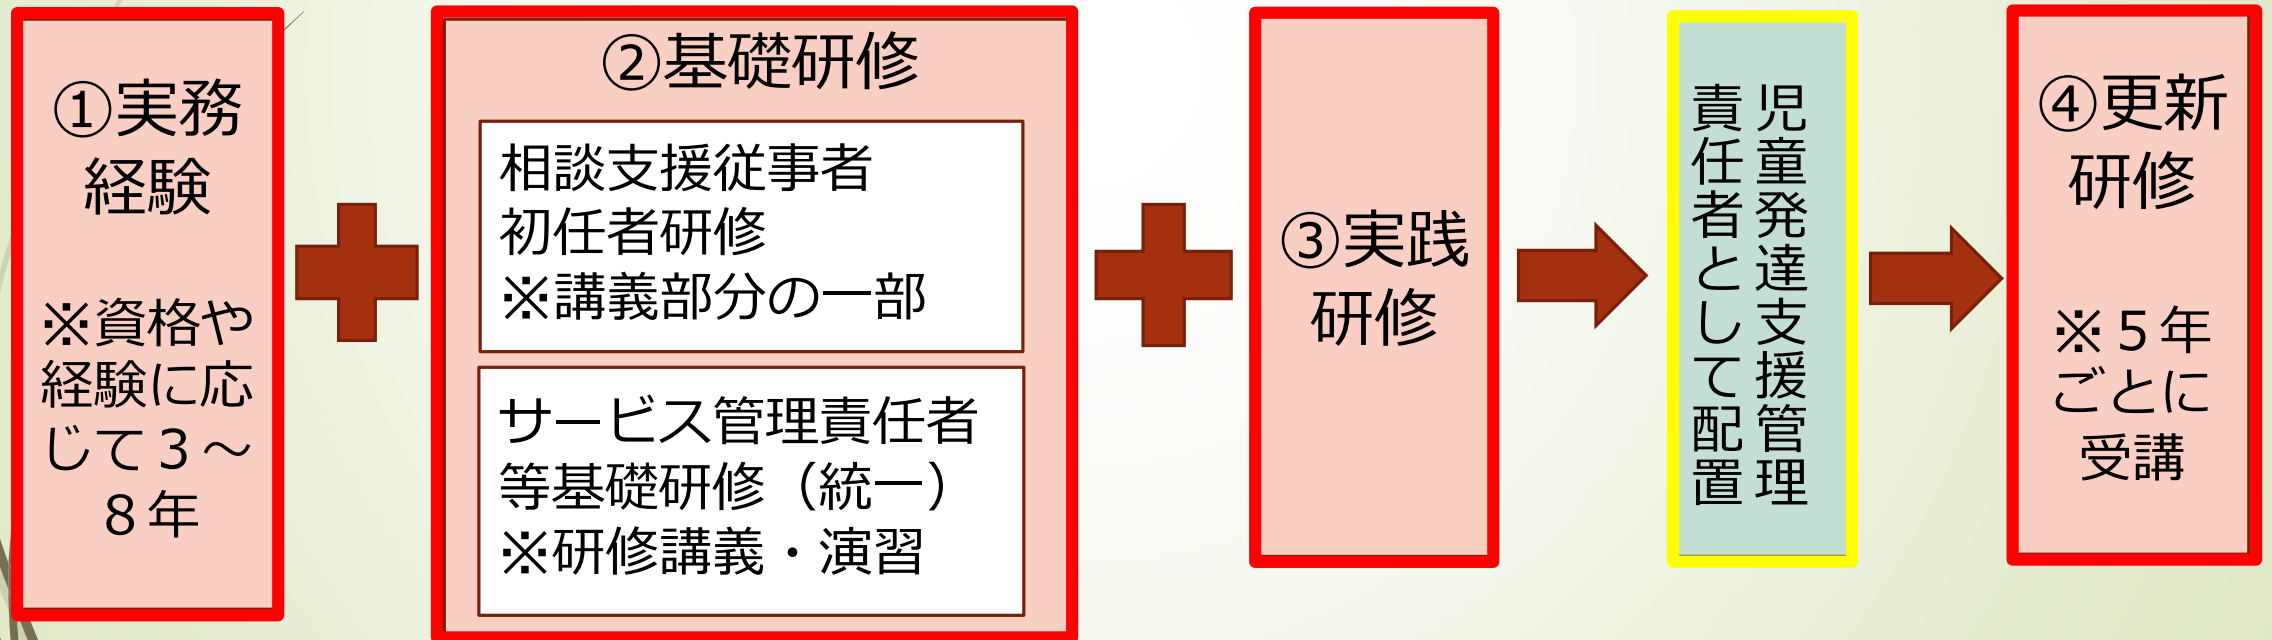 ①実務
経験
※資格や
経験に応
じて３～
８年
②基礎研修
相談支援従事者
初任者研修
※講義部分の一部
サービス管理責任者
等基礎研修（統一）
※研修講義・演習
③実践
研修
児童発達支援管理
責任者として配置
④更新
研修
※５年
ごとに
受講